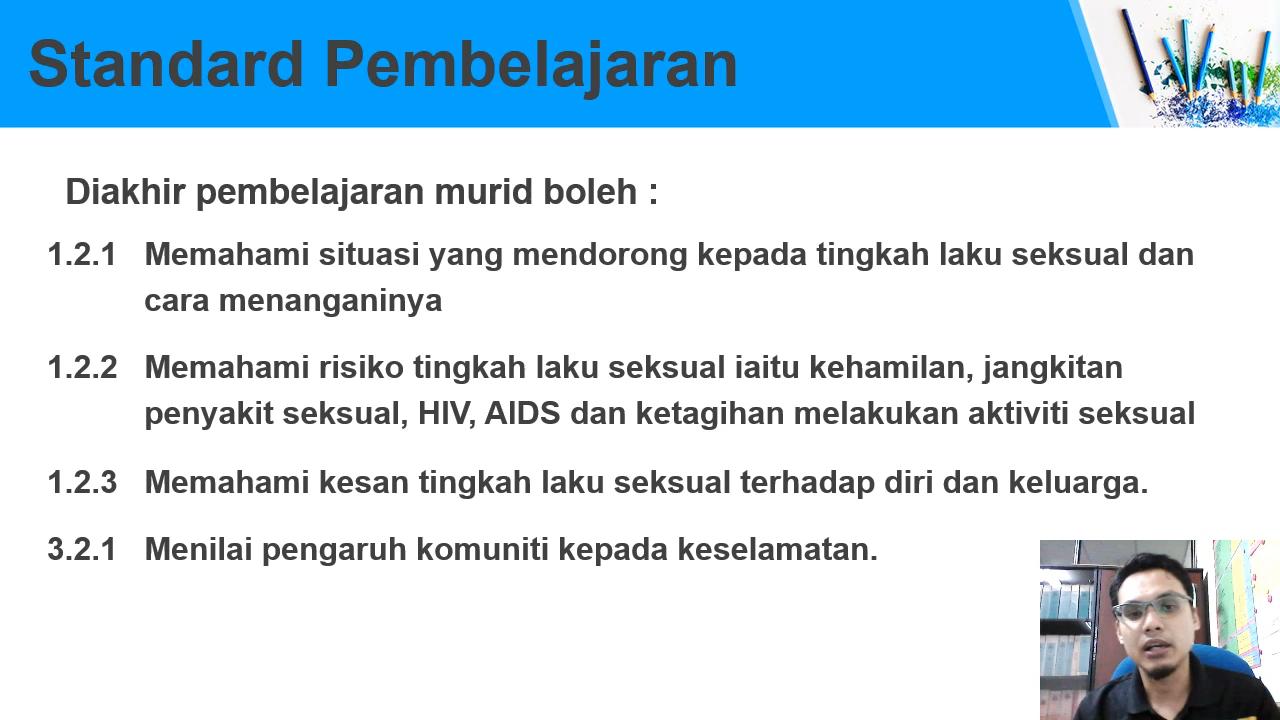 Standard Pembelajaran
Diakhir pembelajaran murid boleh :
1.2.1 Memahami situasi yang mendorong kepada tingkah laku seksual dan
cara menanganinya
1.2.2 Memahami risiko tingkah laku seksual iaitu kehamilan, jangkitan
penyakit seksual, HIV, AIDS dan ketagihan melakukan aktiviti seksual
1.2.3 Memahami kesan tingkah laku seksual terhadap diri dan keluarga.
3.2.1 Menilai pengaruh komuniti kepada keselamatan.